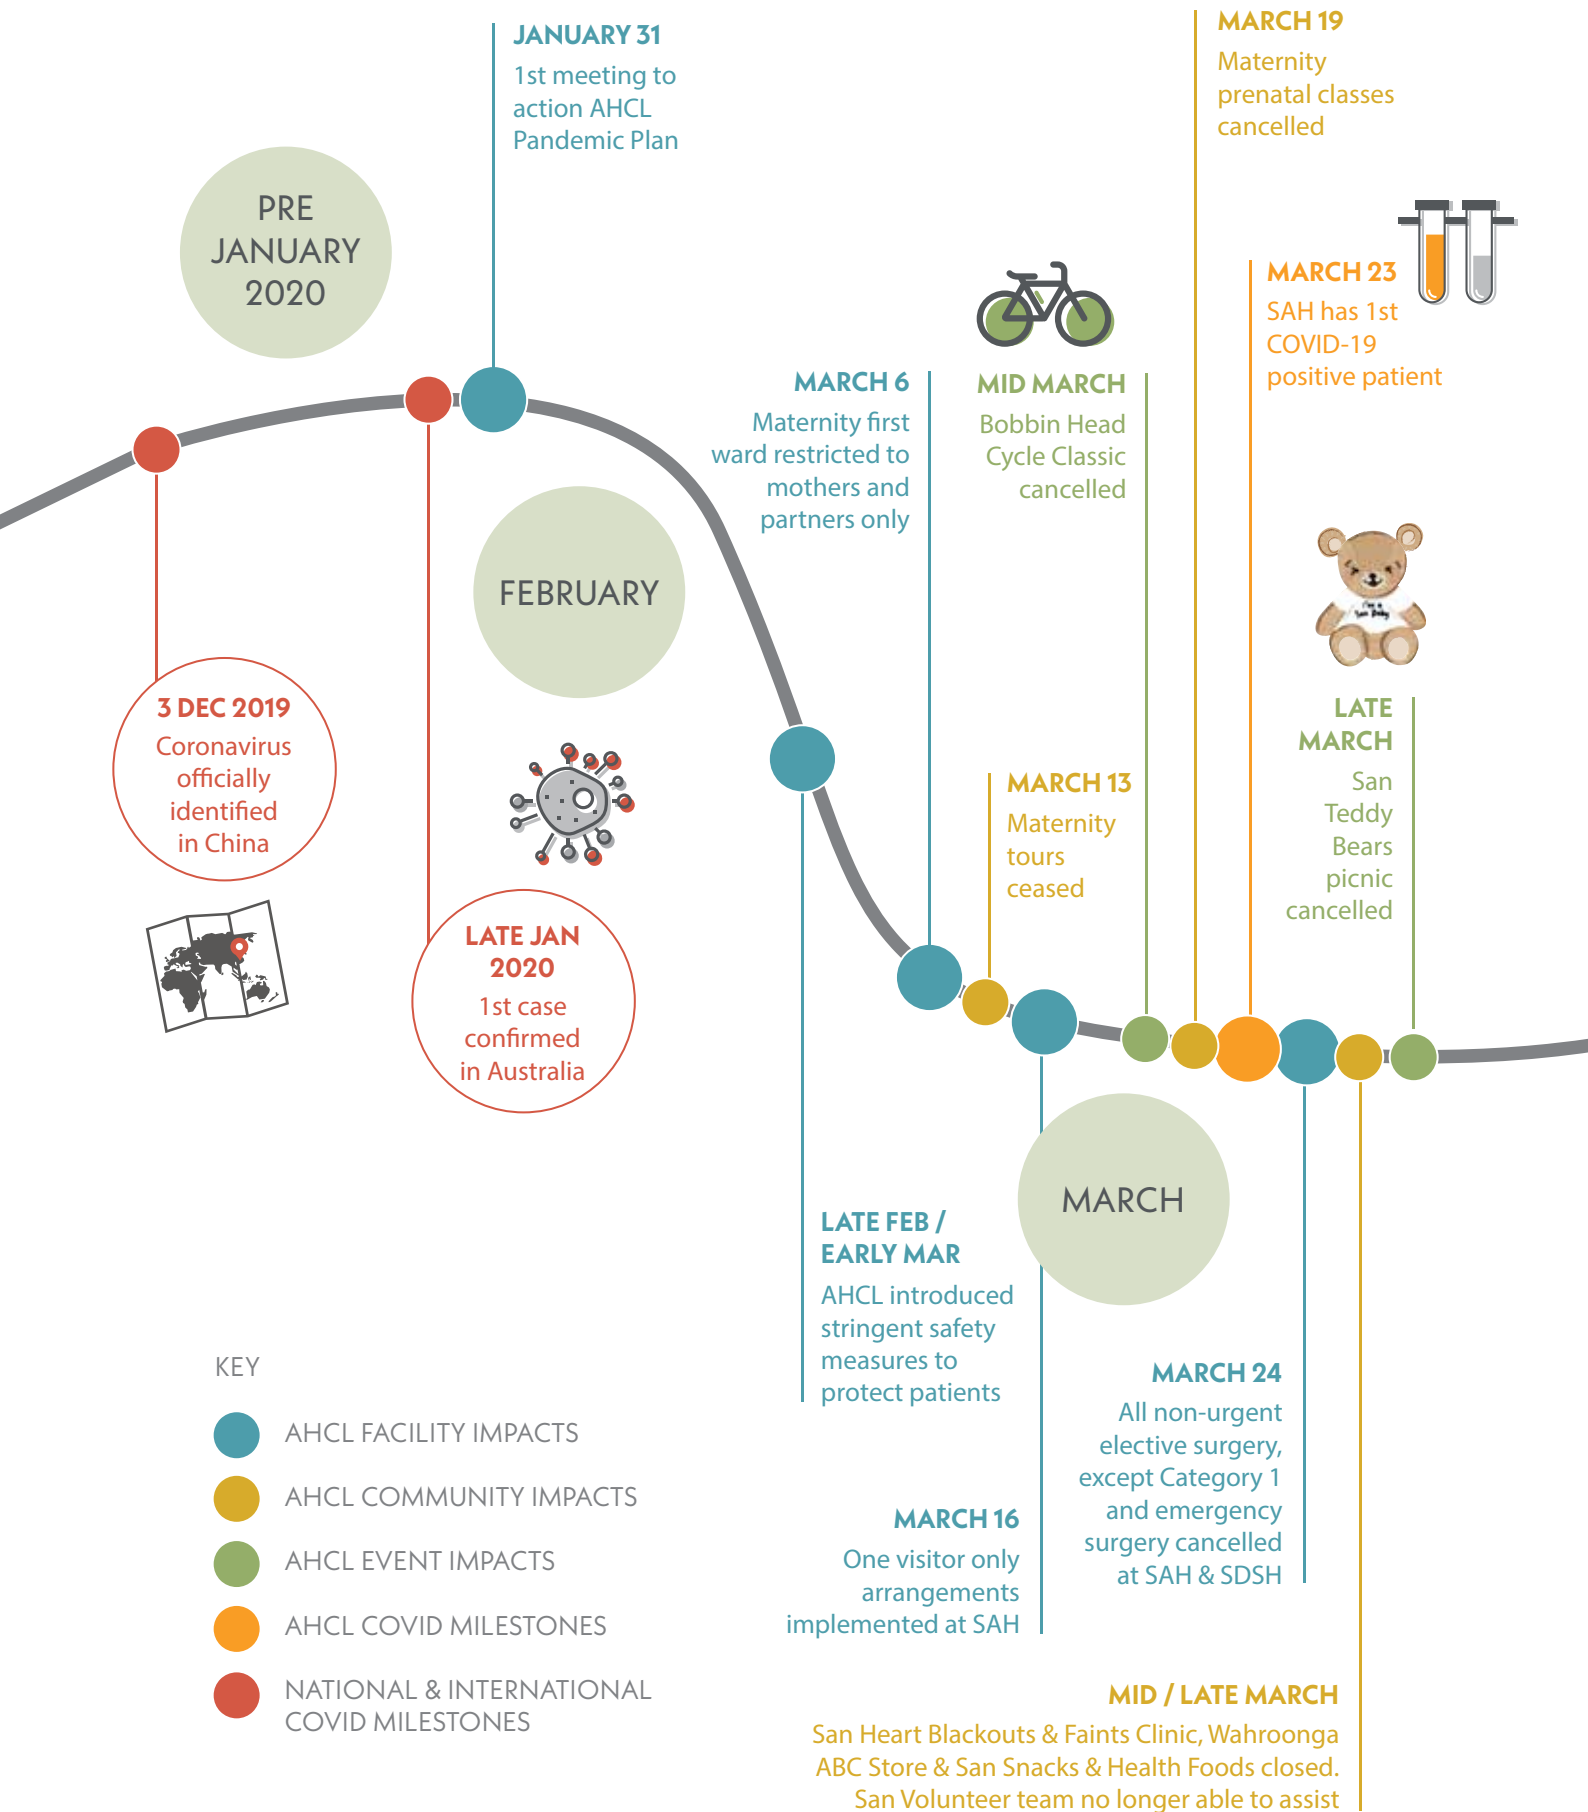 JANUARY 31
1st meeting to
action AHCL
Pandemic Plan
MARCH 19
Maternity
prenatal classes
cancelled
PRE
JANUARY
2020
MARCH 23
SAH has 1st
COVID-19
positive patient
MARCH 6
Maternity first
ward restricted to
mothers and
partners only
MID MARCH
Bobbin Head
Cycle Classic
cancelled
FEBRUARY
I'm a
San Baby
3 DEC 2019
Coronavirus
officially
identified
in China
LATE
MARCH
San
Teddy
Bears
picnic
cancelled
MARCH 13
Maternity
tours
ceased
LATE JAN
2020
1st case
confirmed
in Australia
MARCH
LATE FEB /
EARLY MAR
AHCL introduced
stringent safety
measures to
protect patients
MARCH 24
All non-urgent
elective surgery,
except Category 1
and emergency
surgery cancelled
at SAH & SDSH
MARCH 16
One visitor only
arrangements
implemented at SAH
MID / LATE MARCH
San Heart Blackouts & Faints Clinic, Wahroonga
ABC Store & San Snacks & Health Foods closed.
San Volunteer team no longer able to assist
KEY
AHCL FACILITY IMPACTS
AHCL COMMUNITY IMPACTS
AHCL EVENT IMPACTS
AHCL COVID MILESTONES
NATIONAL & INTERNATIONAL
COVID MILESTONES